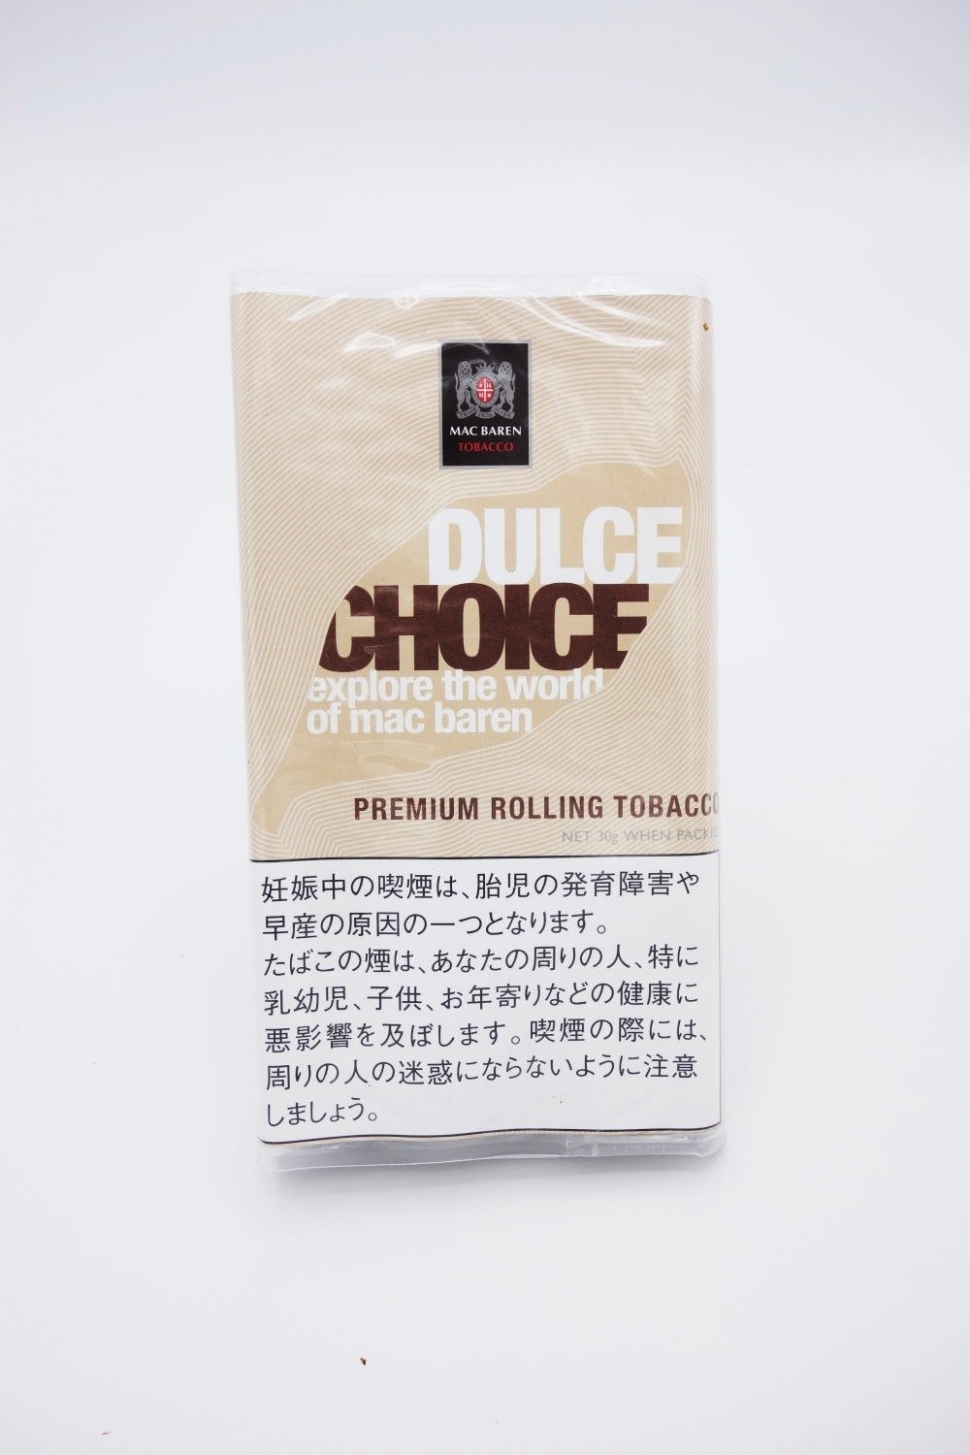 MAC BAREN
TOBACCO
DULCE
CHOICE
explore the world
of mac baren
PREMIUM ROLLING TOBACCO
NET 30g WHEN PACKE
妊娠中の喫煙は、胎児の発育障害や
早産の原因の一つとなります。
たばこの煙は、あなたの周りの人、特に
乳幼児、子供、お年寄りなどの健康に
悪影響を及ぼします。喫煙の際には、
周りの人の迷惑にならないように注意
しましょう。